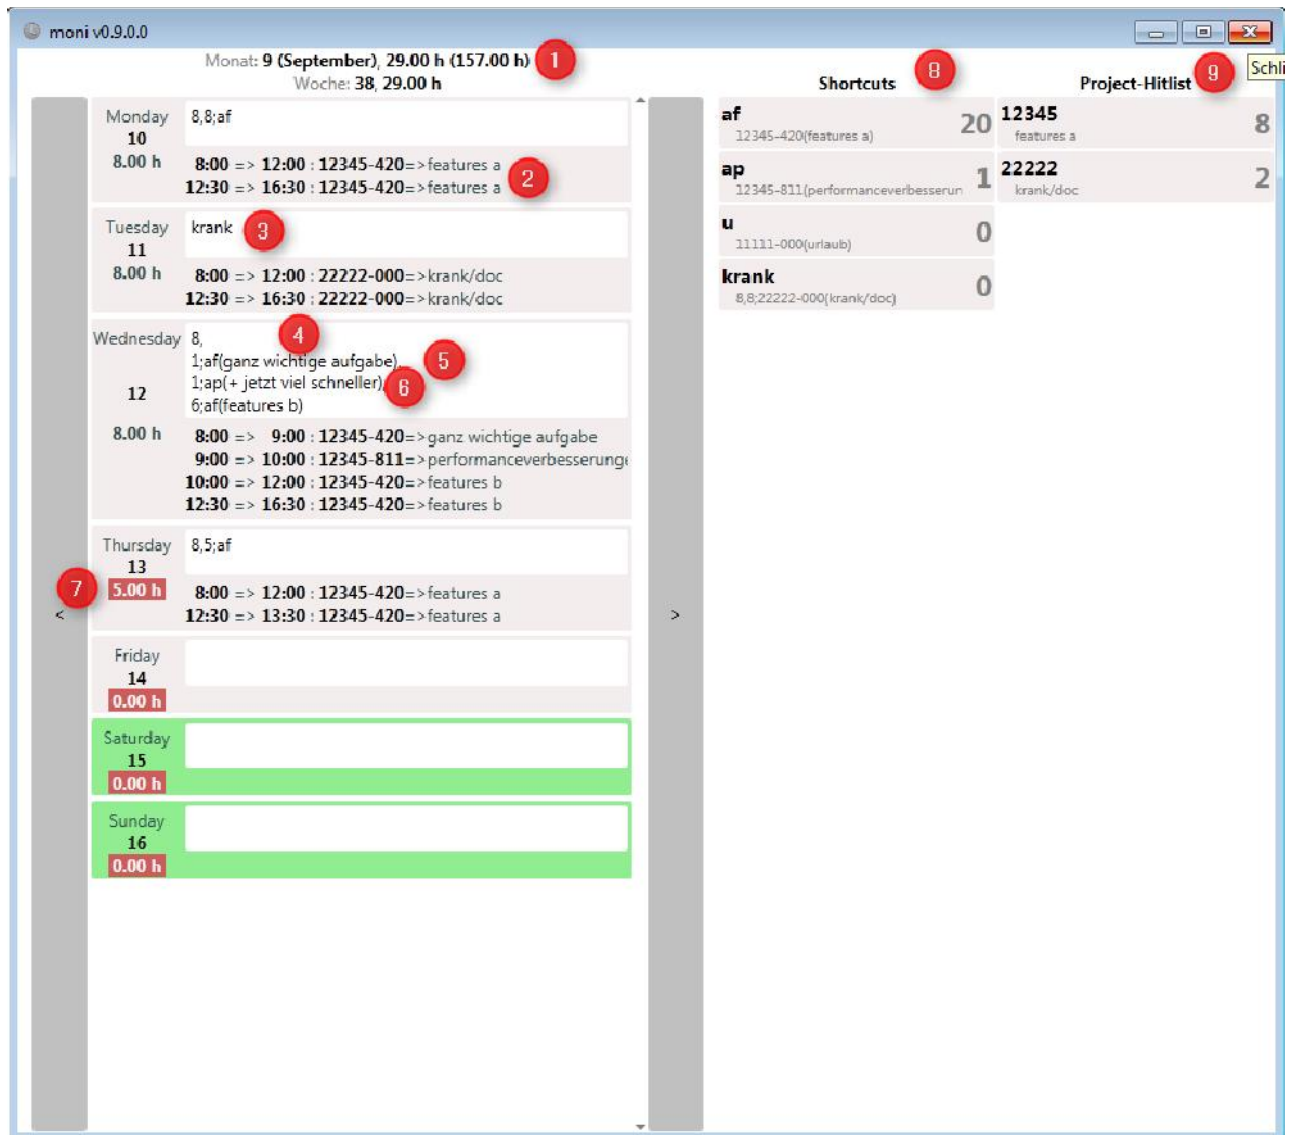 moni v0.9.0.0
Monat: 9 (September), 29.00 h (157.00 h)
1
Woche: 38, 29.00 h
Schli
Monday
10
8.00 h
8,8;af
8:00 => 12:00 : 12345-420=>features a
12:30 => 16:30 : 12345-420=>features a
2
Tuesday
11
8.00 h
krank
3
8:00 => 12:00 : 22222-000=>krank/doc
12:30 => 16:30 : 22222-000=>krank/doc
Wednesday
12
8.00 h
8,
4
1;af(ganz wichtige aufgabe),
5
1;ap(+ jetzt viel schneller),
6
6;af(features b)
8:00 => 9:00 : 12345-420=>ganz wichtige aufgabe
9:00 => 10:00 : 12345-811=>performanceverbesserunge
10:00 => 12:00 : 12345-420=>features b
12:30 => 16:30 : 12345-420=>features b
Thursday
13
7
5.00 h
8,5;af
8:00 => 12:00 : 12345-420=>features a
12:30 => 13:30 : 12345-420=>features a
<
>
Friday
14
0.00 h
Saturday
15
0.00 h
Sunday
16
0.00 h
Shortcuts
8
af
12345-420(features a)
20
ap
12345-811(performanceverbesserun
1
u
11111-000(urlaub)
0
krank
8,8;22222-000(krank/doc)
0
Project-Hitlist
9
12345
features a
8
22222
krank/doc
2